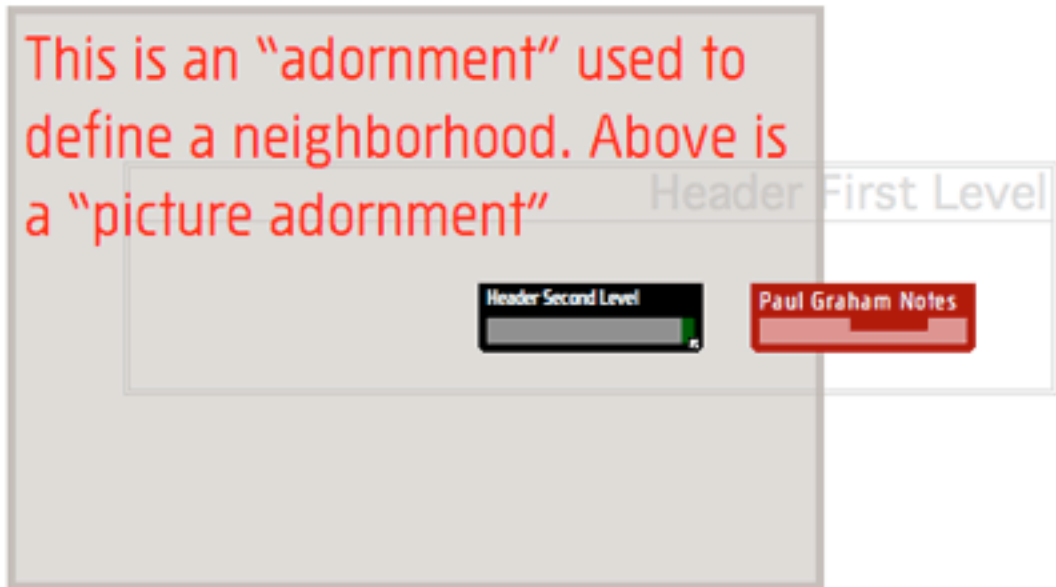 This is an “adornment” used to
define a neighborhood. Above is
a “picture adornment”
Header First Level
Header Second Level
Paul Graham Notes